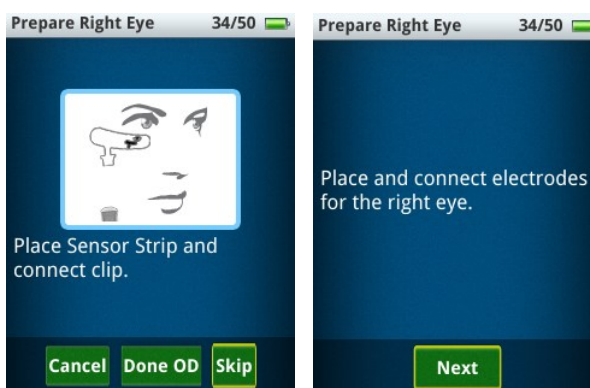 Prepare Right Eye 34/50
Place Sensor Strip and
connect clip.
Cancel Done OD Skip
Prepare Right Eye 34/50
Place and connect electrodes
for the right eye.
Next